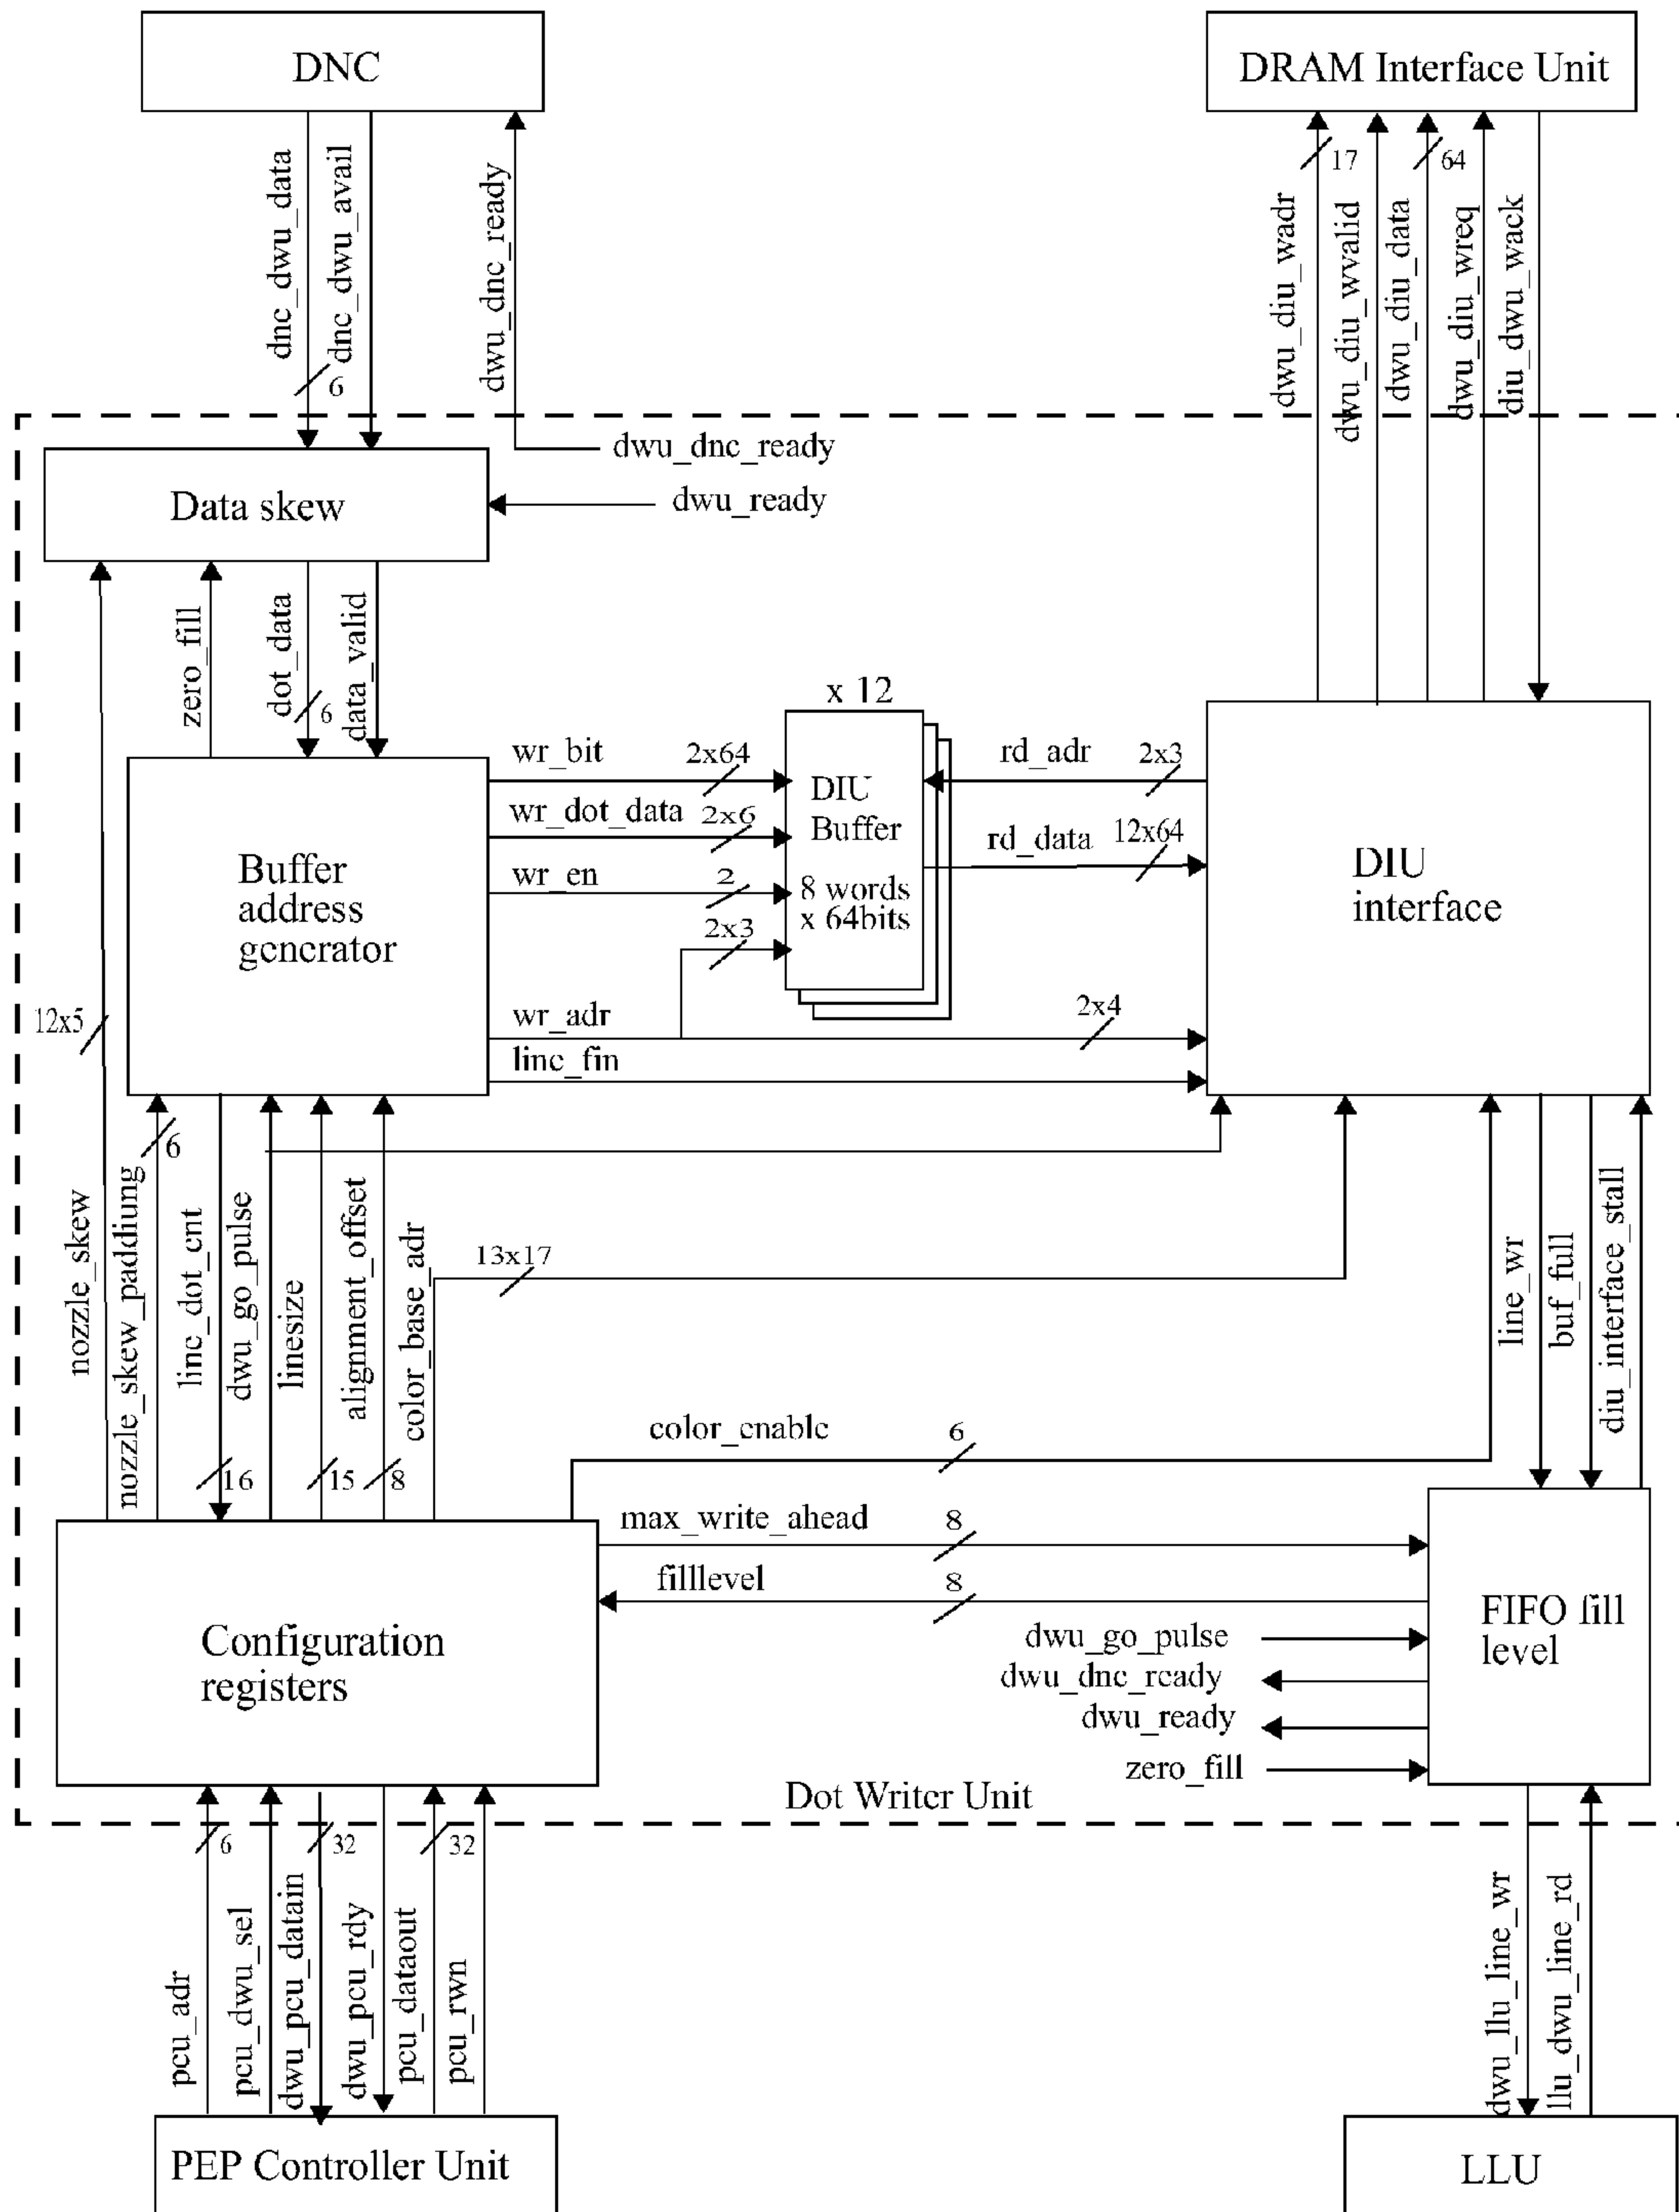 DNC
DRAM Interface Unit
dnc_dwu_data
6
dnc_dwu_avail
dwu_dnc_ready
dwu_diu_wadr
17
dwu_diu_wvalid
dwu_diu_data
64
dwu_diu_wreq
diu_dwu_wack
dwu_dnc_ready
Data skew
dwu_ready
zero_fill
dot_data
6
data_valid
x 12
wr_bit
2x64
DIU
Buffer
8 words
x 64bits
rd_adr
2x3
wr_dot_data
2x6
rd_data
12x64
wr_en
2
2x3
Buffer
address
generator
DIU
interface
wr_adr
2x4
line_fin
12x5
nozzle_skew
nozzle_skew_paddiung
6
line_dot_cnt
16
dwu_go_pulse
linesize
15
alignment_offset
8
color_base_adr
13x17
line_wr
buf_full
diu_interface_stall
color_enable
6
max_write_ahead
8
filllevel
8
Configuration
registers
FIFO fill
level
dwu_go_pulse
dwu_dnc_ready
dwu_ready
zero_fill
Dot Writer Unit
pcu_adr
6
pcu_dwu_sel
dwu_pcu_datain
32
dwu_pcu_rdy
pcu_dataout
32
pcu_rwn
dwu_llu_line_wr
llu_dwu_line_rd
PEP Controller Unit
LLU